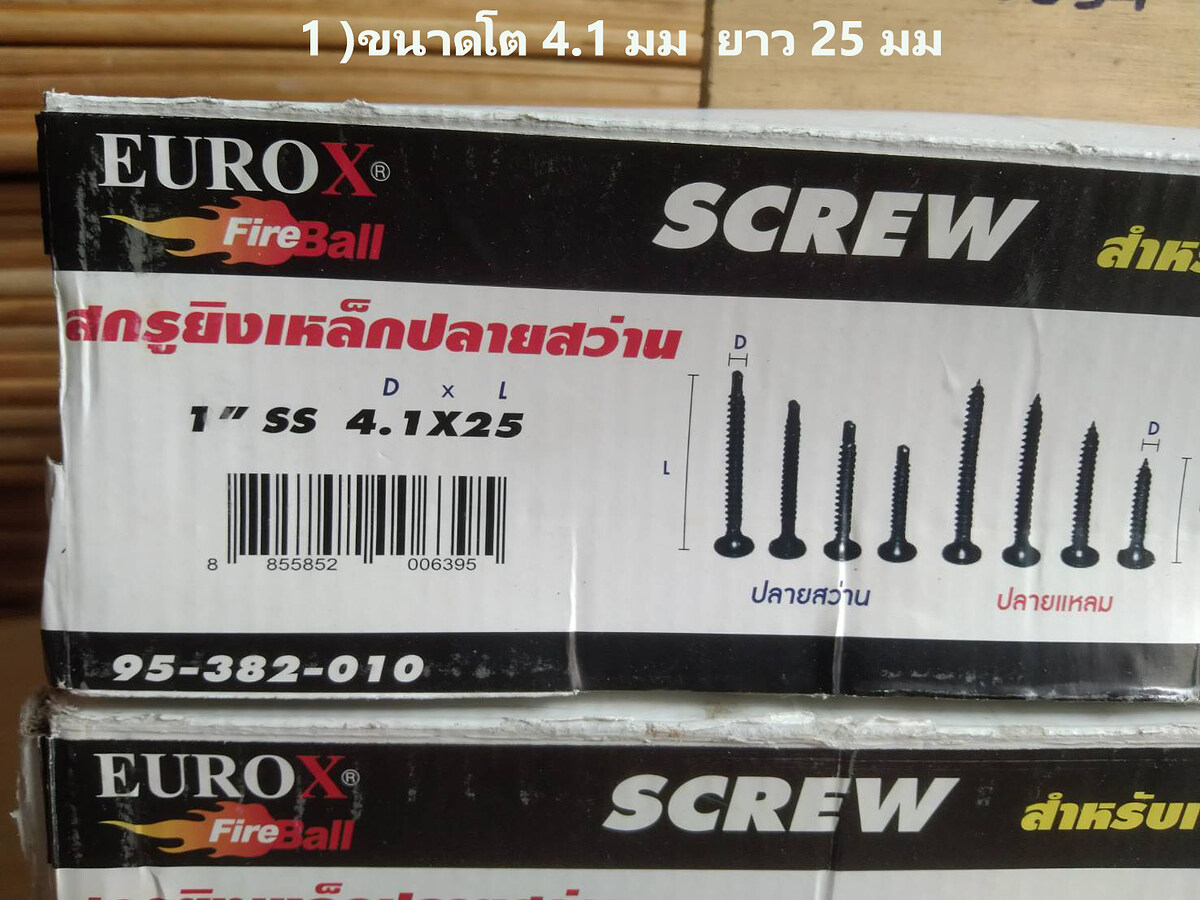 1 )ขนาดโต 4.1 มม ยาว 25 มม
EUROX®
FireBall
SCREW
สกรูยิงเหล็กปลายสว่าน
D x L
1" SS 4.1X25
D
L
D
8 855852 006395
ปลายสว่าน
ปลายแหลม
95-382-010
EUROX®
FireBall
SCREW
สำหรับ